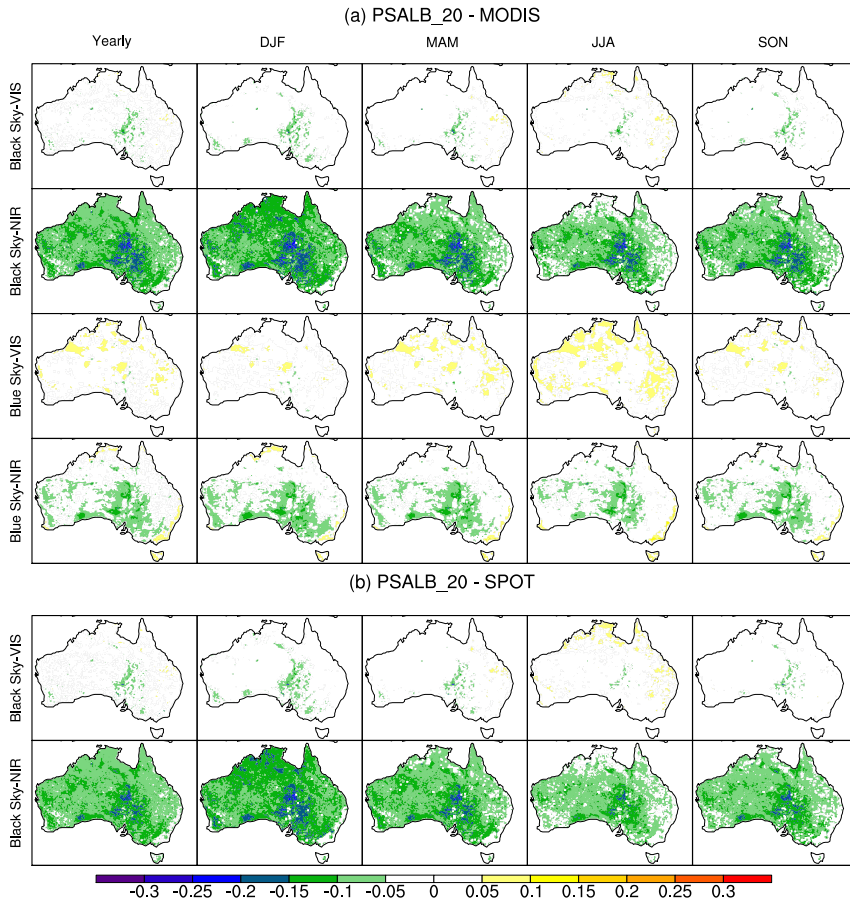 (a) PSALB_20 - MODIS
Yearly DJF MAM JJA SON
Black Sky-VIS
Black Sky-NIR
Blue Sky-VIS
Blue Sky-NIR
(b) PSALB_20 - SPOT
Black Sky-VIS
Black Sky-NIR
-0.3 -0.25 -0.2 -0.15 -0.1 -0.05 0 0.05 0.1 0.15 0.2 0.25 0.3